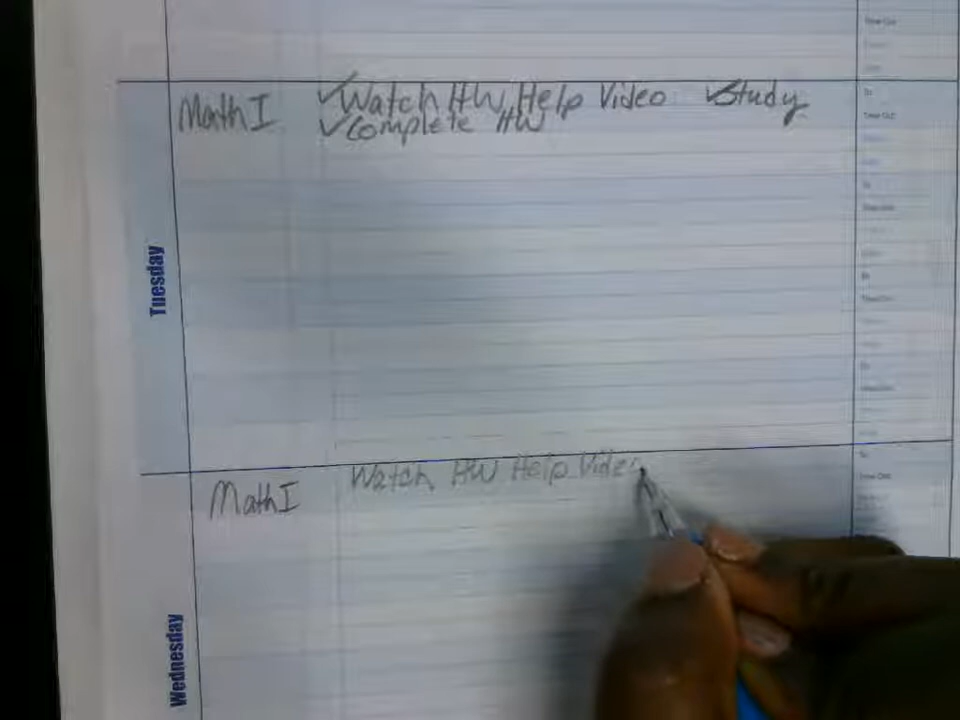 Math I ✓Watch HW Help Video ✓Study
✓Complete HW
Tuesday
Math I Watch HW Help Video
Wednesday